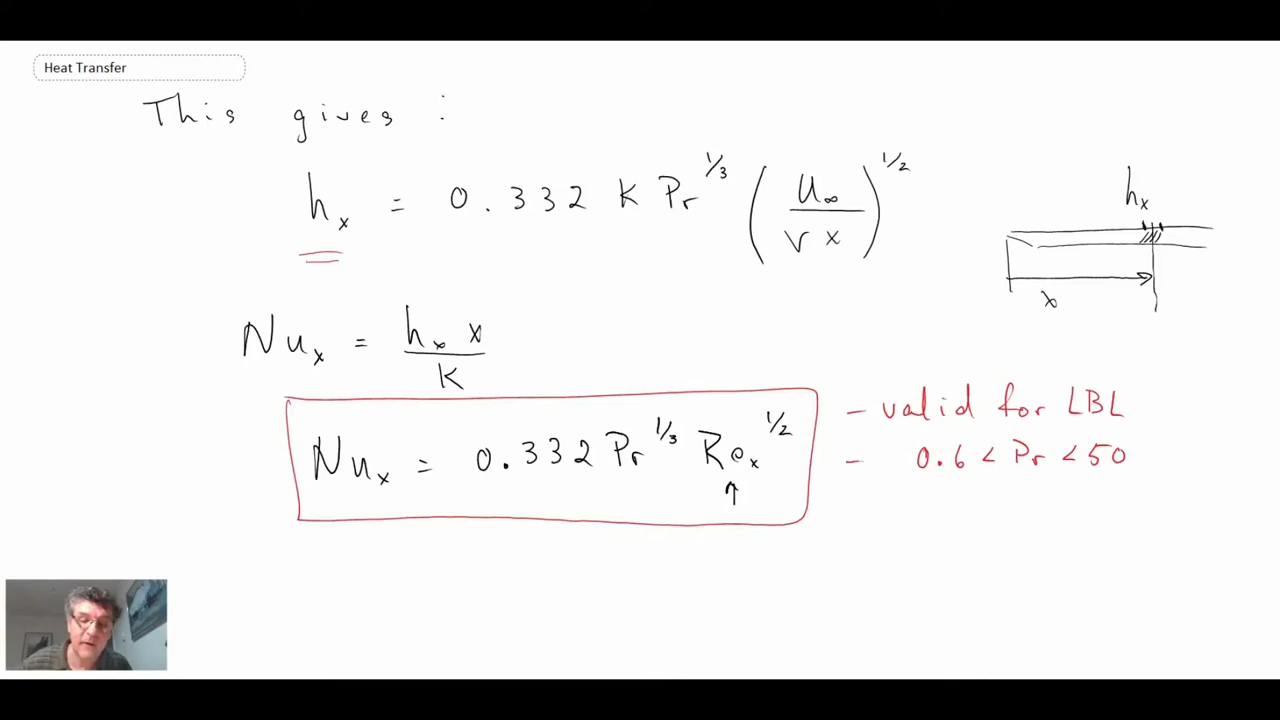 Heat Transfer
This gives :
hₓ = 0.332 k Pr^1/3 (u∞ / ν x)^1/2
hₓ
x
Nuₓ = hₓ x / k
Nuₓ = 0.332 Pr^1/3 Reₓ^1/2
- valid for LBL
- 0.6 < Pr < 50